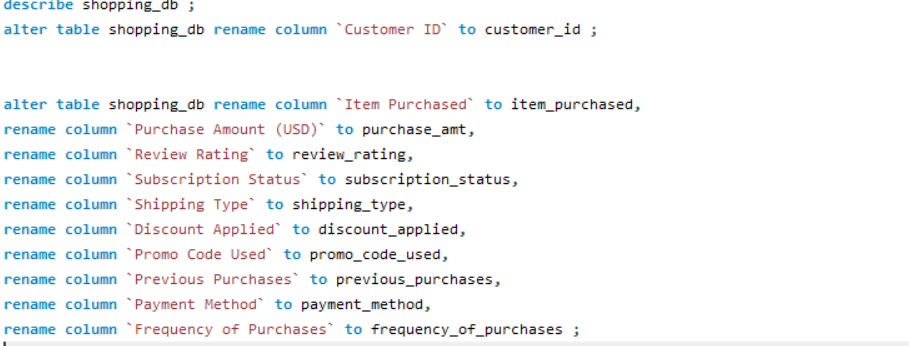 describe shopping_db ;
alter table shopping_db rename column `Customer ID` to customer_id ;
alter table shopping_db rename column `Item Purchased` to item_purchased,
rename column `Purchase Amount (USD)` to purchase_amt,
rename column `Review Rating` to review_rating,
rename column `Subscription Status` to subscription_status,
rename column `Shipping Type` to shipping_type,
rename column `Discount Applied` to discount_applied,
rename column `Promo Code Used` to promo_code_used,
rename column `Previous Purchases` to previous_purchases,
rename column `Payment Method` to payment_method,
rename column `Frequency of Purchases` to frequency_of_purchases ;